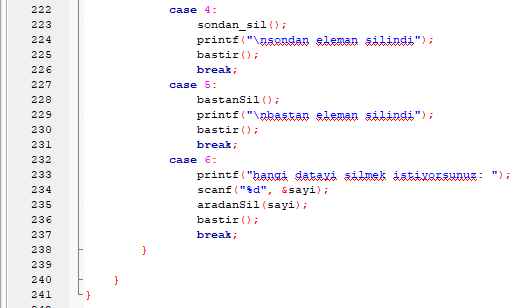 222 case 4:
223 sondan_sil();
224 printf("\nsondan eleman silindi");
225 bastir();
226 break;
227 case 5:
228 bastanSil();
229 printf("\nbastan eleman silindi");
230 bastir();
231 break;
232 case 6:
233 printf("hangi datayi silmek istiyorsunuz: ");
234 scanf("%d", &sayi);
235 aradanSil(sayi);
236 bastir();
237 break;
238 }
239
240 }
241 }